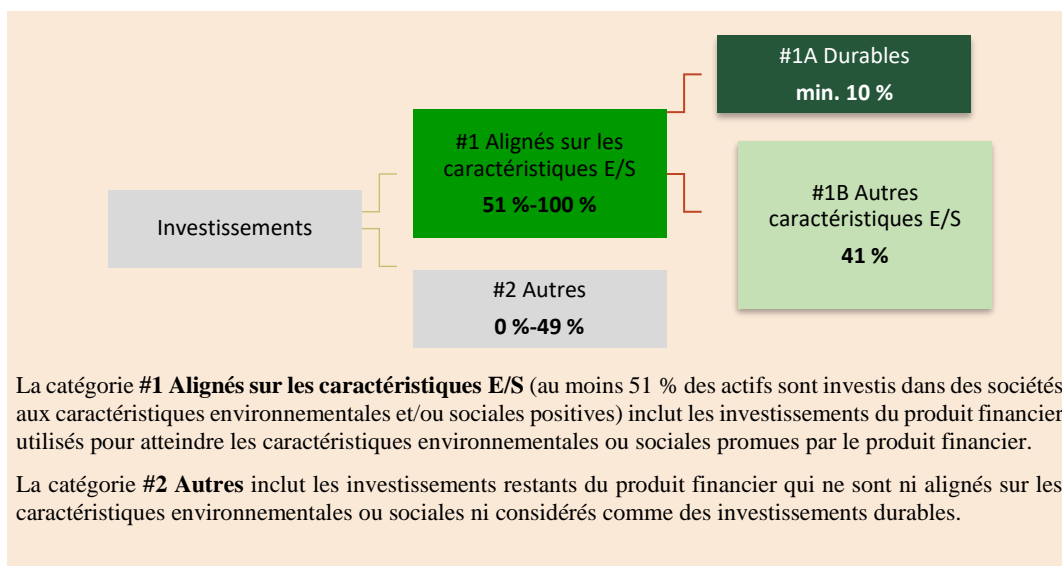 #1A Durables
min. 10 %
#1 Alignés sur les
caractéristiques E/S
51 %-100 %
#1B Autres
caractéristiques E/S
41 %
Investissements
#2 Autres
0 %-49 %
La catégorie #1 Alignés sur les caractéristiques E/S (au moins 51 % des actifs sont investis dans des sociétés
aux caractéristiques environnementales et/ou sociales positives) inclut les investissements du produit financier
utilisés pour atteindre les caractéristiques environnementales ou sociales promues par le produit financier.
La catégorie #2 Autres inclut les investissements restants du produit financier qui ne sont ni alignés sur les
caractéristiques environnementales ou sociales ni considérés comme des investissements durables.